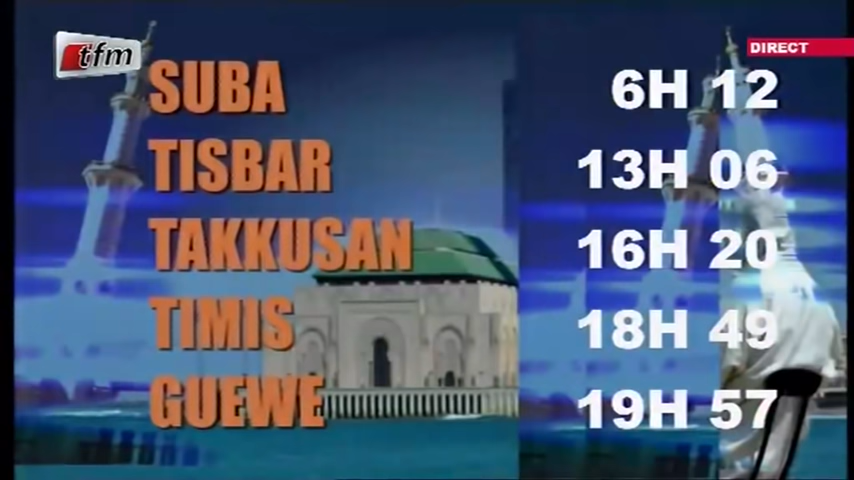 tfm
DIRECT
SUBA 6H 12
TISBAR 13H 06
TAKKUSAN 16H 20
TIMIS 18H 49
GUEWE 19H 57